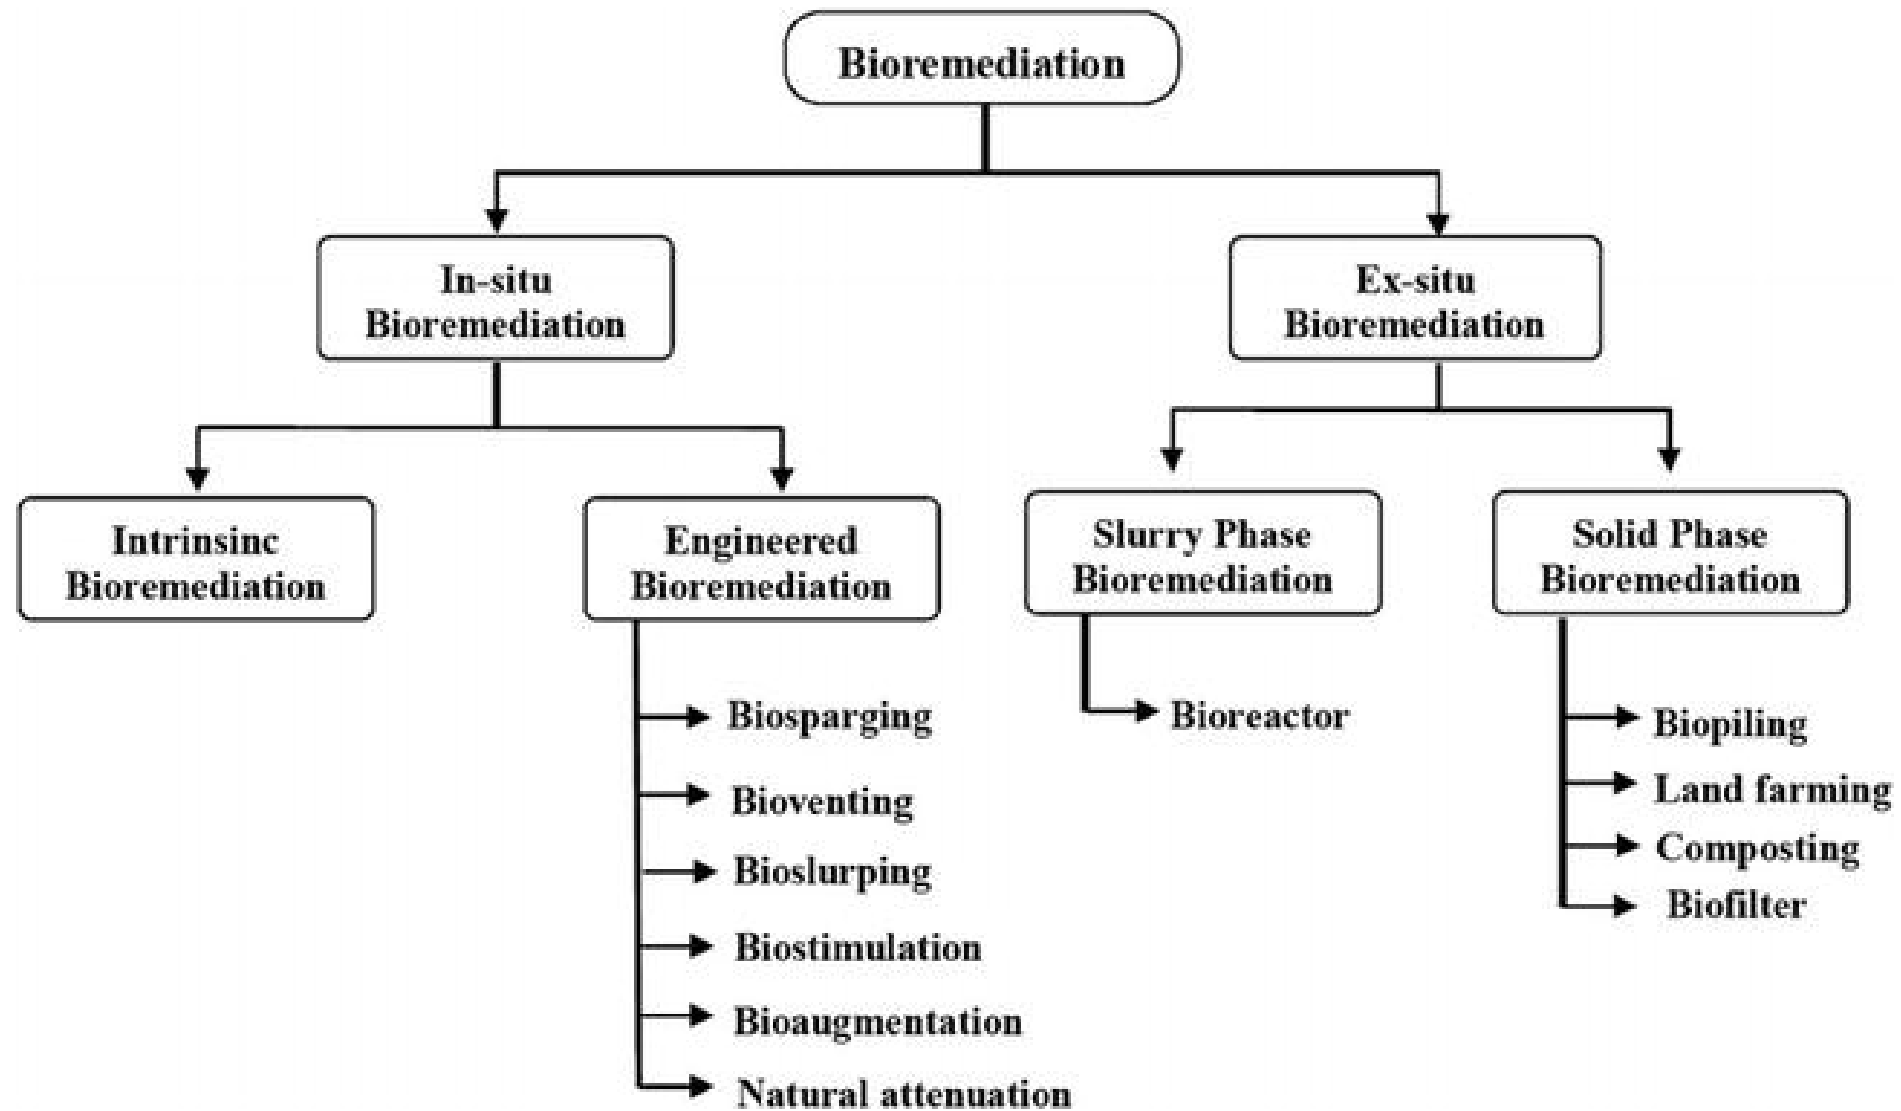 Bioremediation
In-situ
Bioremediation
Ex-situ
Bioremediation
Intrinsinc
Bioremediation
Engineered
Bioremediation
Slurry Phase
Bioremediation
Solid Phase
Bioremediation
Biosparging
Bioventing
Bioslurping
Biostimulation
Bioaugmentation
Natural attenuation
Bioreactor
Biopiling
Land farming
Composting
Biofilter